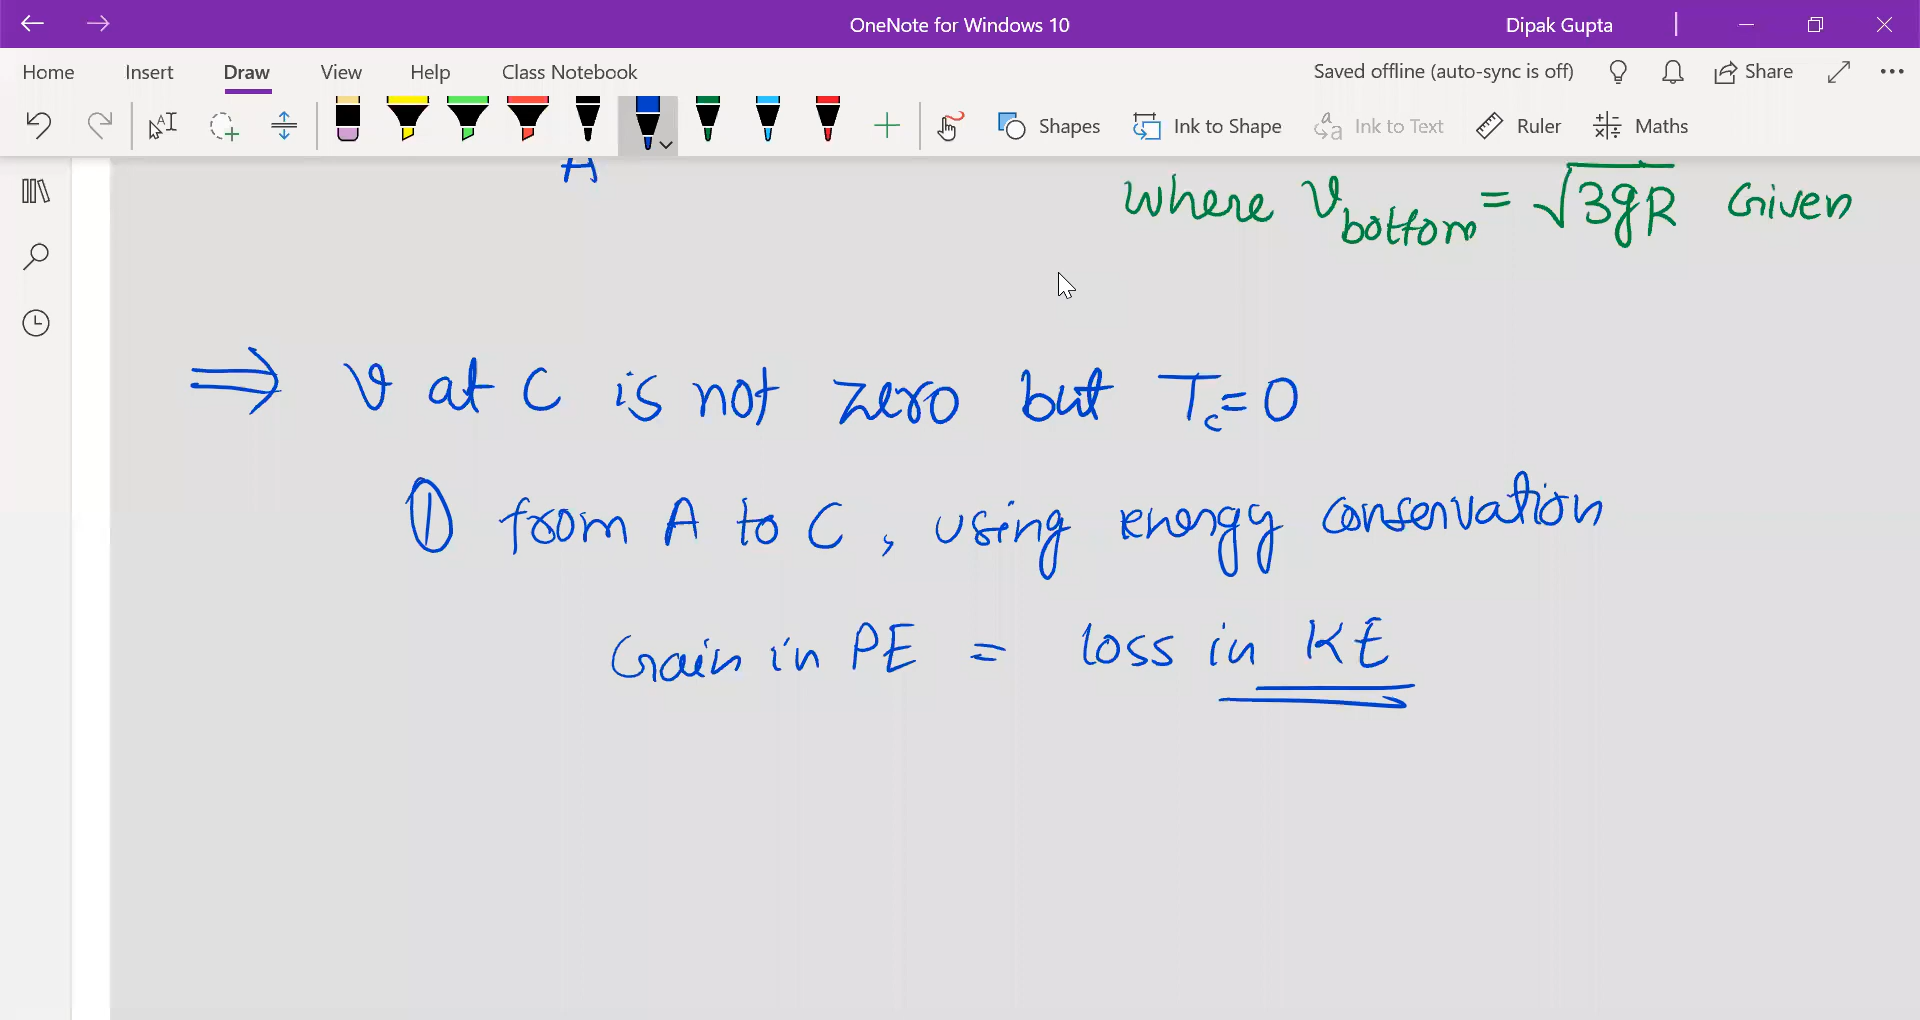 OneNote for Windows 10
Dipak Gupta
Home Insert Draw View Help Class Notebook
Saved offline (auto-sync is off) Share
Shapes Ink to Shape Ink to Text Ruler Maths
A
where v_bottom = √3gR Given
⇒ v at C is not zero but T_c = 0
① from A to C, using energy conservation
Gain in PE = loss in KE